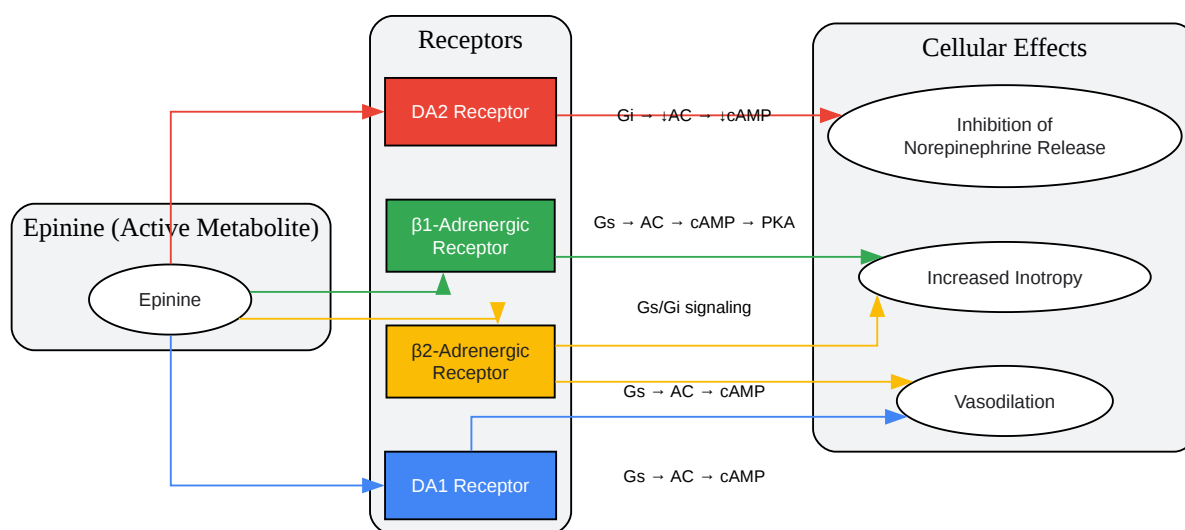 Receptors
Cellular Effects
DA2 Receptor
Gi → ↓AC → ↓cAMP
Inhibition of
Norepinephrine Release
Epinine (Active Metabolite)
β1-Adrenergic
Receptor
Gs → AC → cAMP → PKA
Epinine
Increased Inotropy
Gs/Gi signaling
β2-Adrenergic
Receptor
Gs → AC → cAMP
Vasodilation
DA1 Receptor
Gs → AC → cAMP